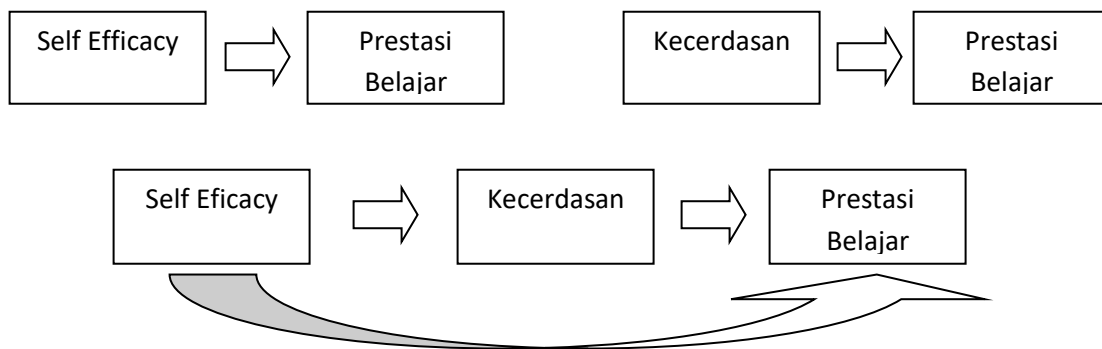 Self Efficacy
Prestasi
Belajar
Kecerdasan
Prestasi
Belajar
Self Eficacy
Kecerdasan
Prestasi
Belajar